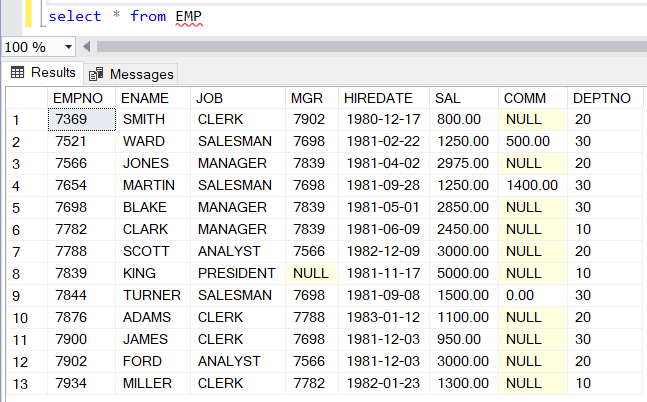 select * from EMP
100 %
Results Messages
EMPNO ENAME JOB MGR HIREDATE SAL COMM DEPTNO
1 7369 SMITH CLERK 7902 1980-12-17 800.00 NULL 20
2 7521 WARD SALESMAN 7698 1981-02-22 1250.00 500.00 30
3 7566 JONES MANAGER 7839 1981-04-02 2975.00 NULL 20
4 7654 MARTIN SALESMAN 7698 1981-09-28 1250.00 1400.00 30
5 7698 BLAKE MANAGER 7839 1981-05-01 2850.00 NULL 30
6 7782 CLARK MANAGER 7839 1981-06-09 2450.00 NULL 10
7 7788 SCOTT ANALYST 7566 1982-12-09 3000.00 NULL 20
8 7839 KING PRESIDENT NULL 1981-11-17 5000.00 NULL 10
9 7844 TURNER SALESMAN 7698 1981-09-08 1500.00 0.00 30
10 7876 ADAMS CLERK 7788 1983-01-12 1100.00 NULL 20
11 7900 JAMES CLERK 7698 1981-12-03 950.00 NULL 30
12 7902 FORD ANALYST 7566 1981-12-03 3000.00 NULL 20
13 7934 MILLER CLERK 7782 1982-01-23 1300.00 NULL 10